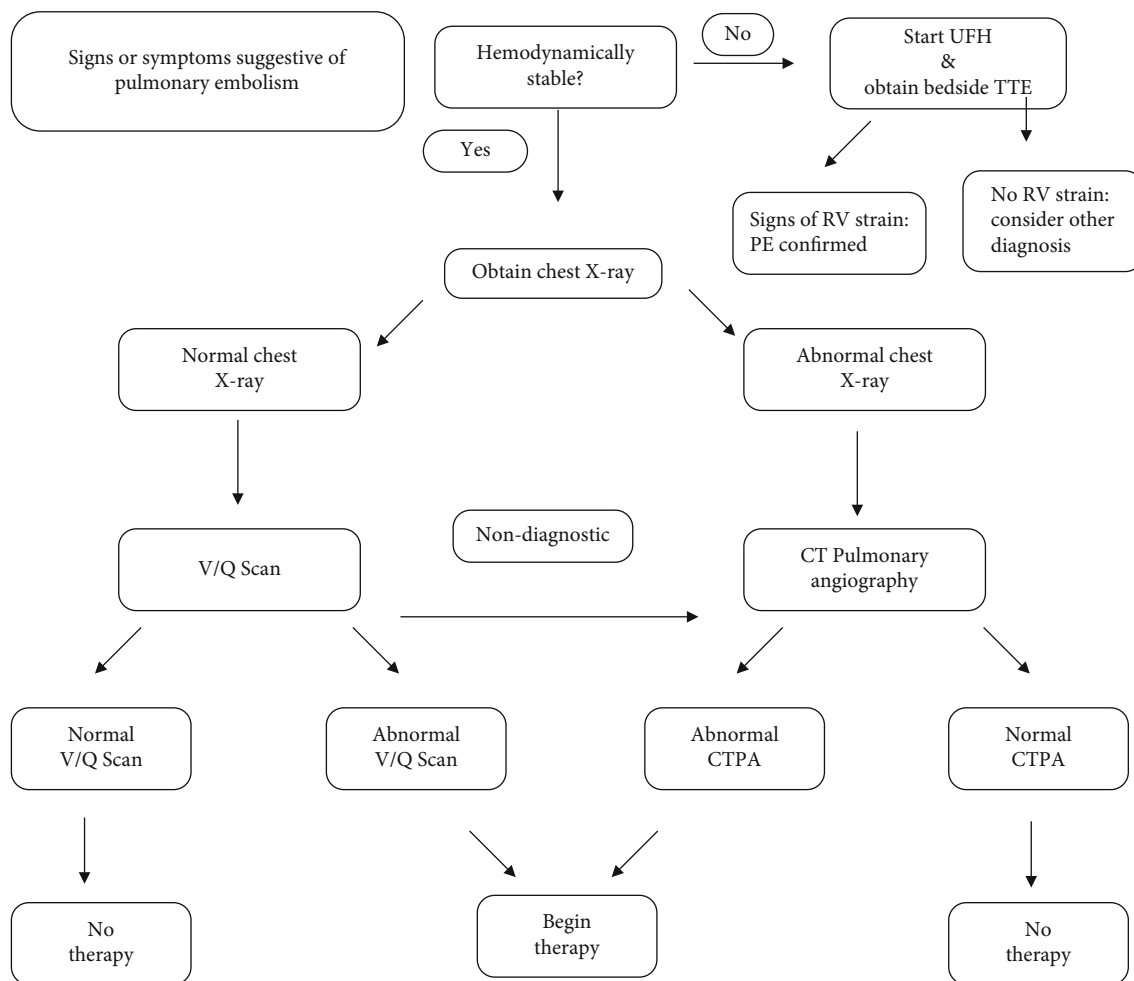 Signs or symptoms suggestive of
pulmonary embolism
Hemodynamically
stable?
No
Start UFH
&
obtain bedside TTE
Yes
Signs of RV strain:
PE confirmed
No RV strain:
consider other
diagnosis
Obtain chest X-ray
Normal chest
X-ray
Abnormal chest
X-ray
V/Q Scan
Non-diagnostic
CT Pulmonary
angiography
Normal
V/Q Scan
Abnormal
V/Q Scan
Abnormal
CTPA
Normal
CTPA
No
therapy
Begin
therapy
No
therapy